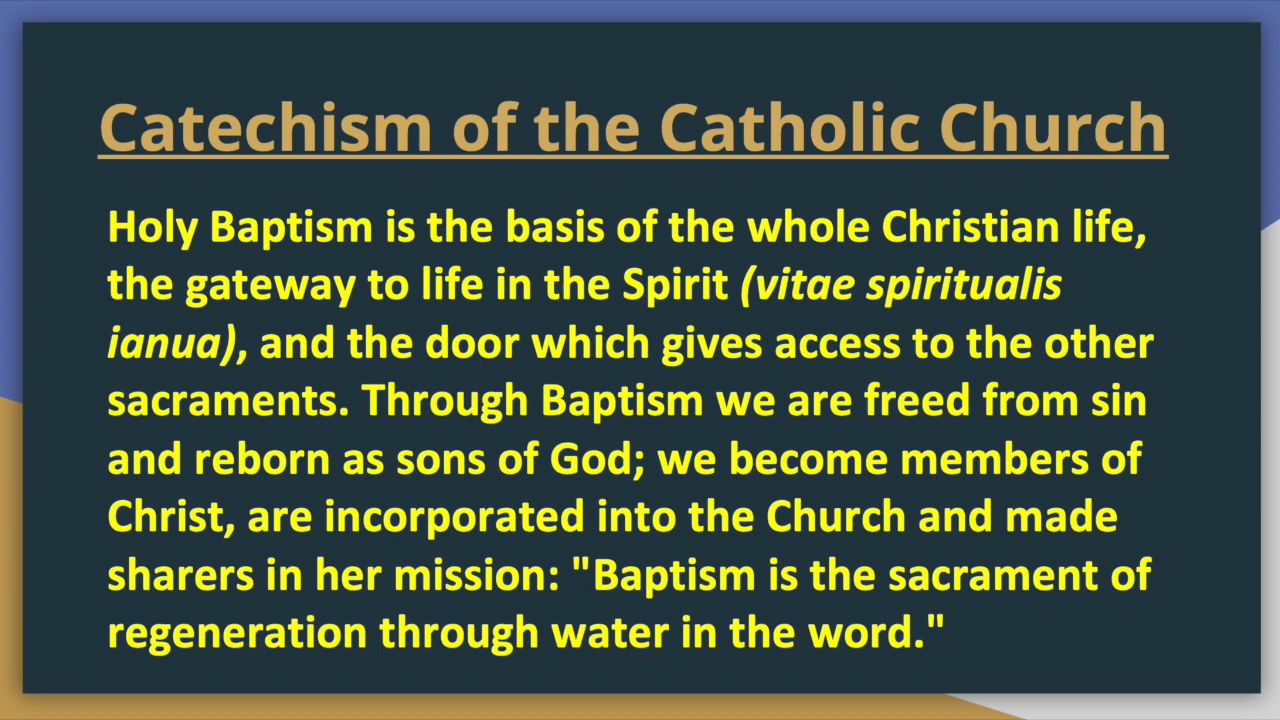 Catechism of the Catholic Church
Holy Baptism is the basis of the whole Christian life,
the gateway to life in the Spirit (vitae spiritualis
ianua), and the door which gives access to the other
sacraments. Through Baptism we are freed from sin
and reborn as sons of God; we become members of
Christ, are incorporated into the Church and made
sharers in her mission: "Baptism is the sacrament of
regeneration through water in the word."